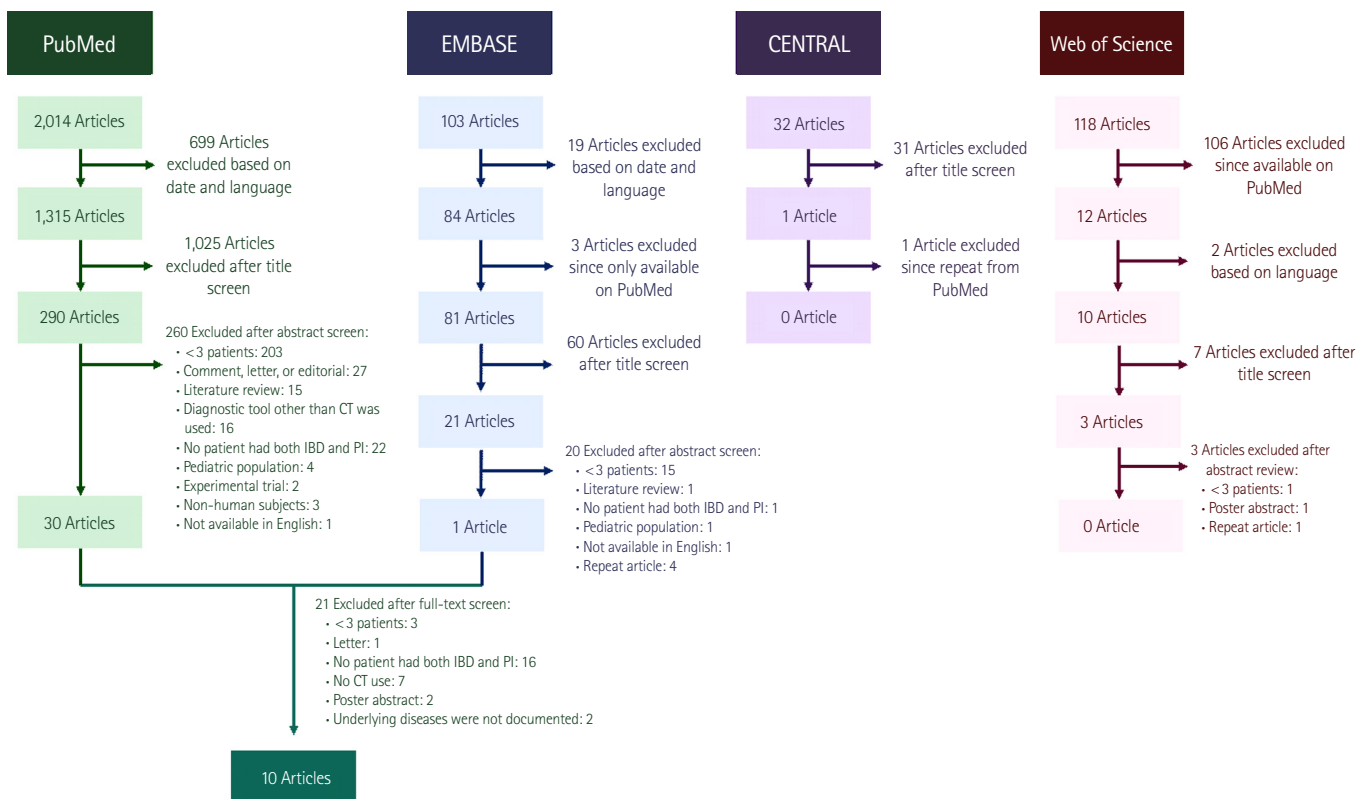 PubMed
2,014 Articles
699 Articles
excluded based on
date and language
1,315 Articles
1,025 Articles
excluded after title
screen
290 Articles
260 Excluded after abstract screen:
• <3 patients: 203
• Comment, letter, or editorial: 27
• Literature review: 15
• Diagnostic tool other than CT was
used: 16
• No patient had both IBD and PI: 22
• Pediatric population: 4
• Experimental trial: 2
• Non-human subjects: 3
• Not available in English: 1
30 Articles
EMBASE
103 Articles
19 Articles excluded
based on date and
language
84 Articles
3 Articles excluded
since only available
on PubMed
81 Articles
60 Articles excluded
after title screen
21 Articles
20 Excluded after abstract screen:
• <3 patients: 15
• Literature review: 1
• No patient had both IBD and PI: 1
• Pediatric population: 1
• Not available in English: 1
• Repeat article: 4
1 Article
CENTRAL
32 Articles
31 Articles excluded
after title screen
1 Article
1 Article excluded
since repeat from
PubMed
0 Article
Web of Science
118 Articles
106 Articles excluded
since available on
PubMed
12 Articles
2 Articles excluded
based on language
10 Articles
7 Articles excluded after
title screen
3 Articles
3 Articles excluded after
abstract review:
• <3 patients: 1
• Poster abstract: 1
• Repeat article: 1
0 Article
21 Excluded after full-text screen:
• <3 patients: 3
• Letter: 1
• No patient had both IBD and PI: 16
• No CT use: 7
• Poster abstract: 2
• Underlying diseases were not documented: 2
10 Articles